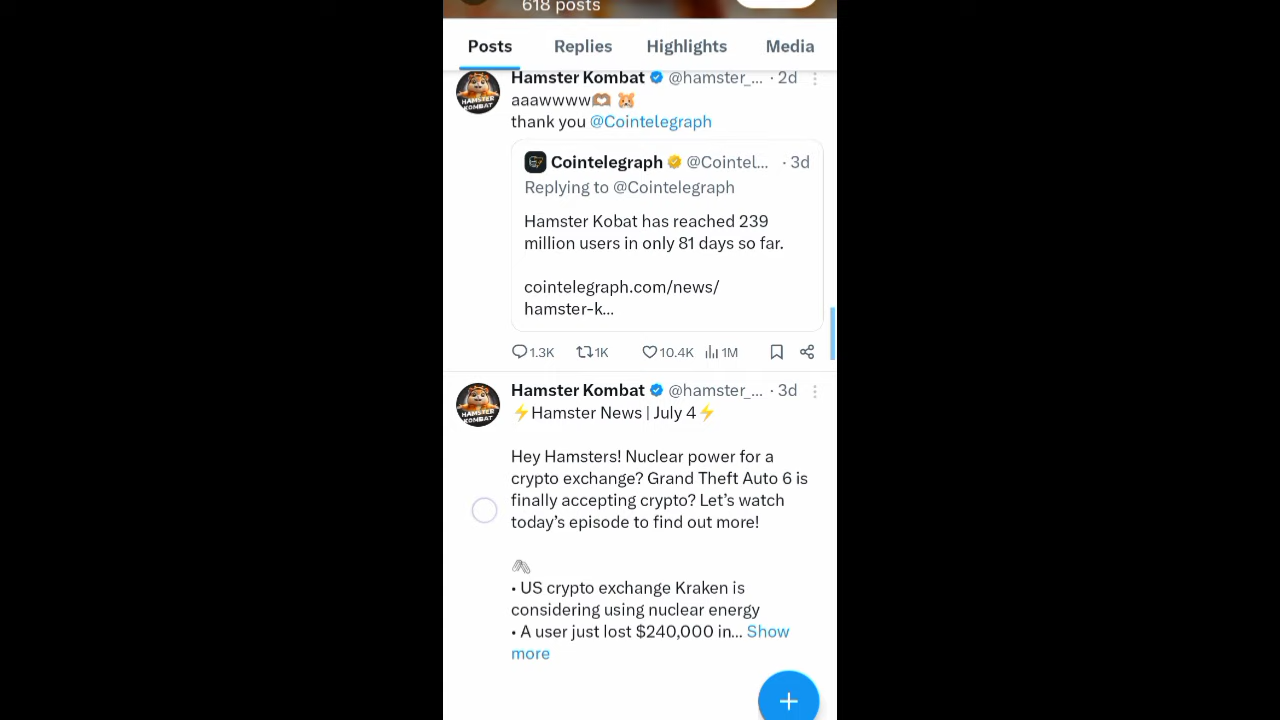 618 posts
Posts Replies Highlights Media
Hamster Kombat @hamster_... · 2d
aaawwww🫶🏽 🐹
thank you @Cointelegraph
Cointelegraph @Cointel... · 3d
Replying to @Cointelegraph
Hamster Kobat has reached 239
million users in only 81 days so far.
cointelegraph.com/news/
hamster-k...
1.3K 1K 10.4K 1M
HAMSTER
KOMBAT
Hamster Kombat @hamster_... · 3d
⚡Hamster News | July 4⚡
Hey Hamsters! Nuclear power for a
crypto exchange? Grand Theft Auto 6 is
finally accepting crypto? Let’s watch
today’s episode to find out more!
• US crypto exchange Kraken is
considering using nuclear energy
• A user just lost $240,000 in... Show
more